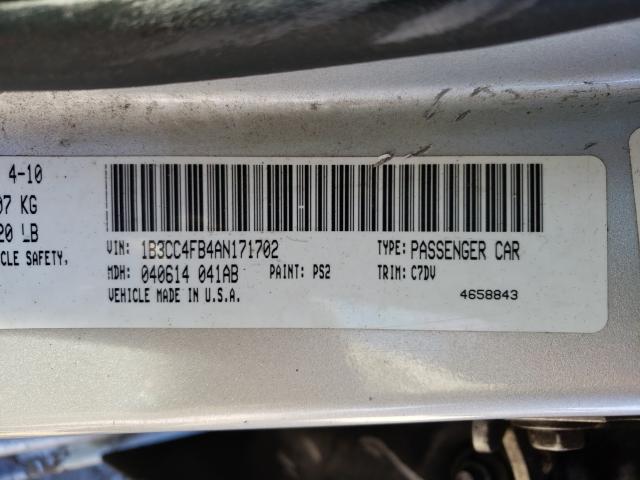 4-10
07 KG
20 LB
CLE SAFETY,
VIN: 1B3CC4FB4AN171702 TYPE: PASSENGER CAR
MDH: 040614 041AB PAINT: PS2 TRIM: C7DV
VEHICLE MADE IN U.S.A. 4658843